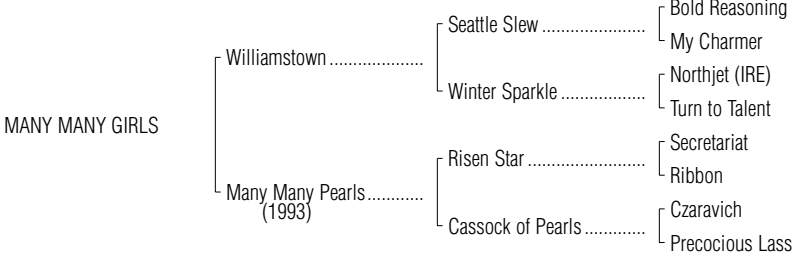 Bold Reasoning
Seattle Slew ......................
My Charmer
Williamstown ....................
Northjet (IRE)
Winter Sparkle ..................
Turn to Talent
MANY MANY GIRLS
Secretariat
Risen Star .........................
Ribbon
Many Many Pearls ............
(1993)
Czaravich
Cassock of Pearls .............
Precocious Lass